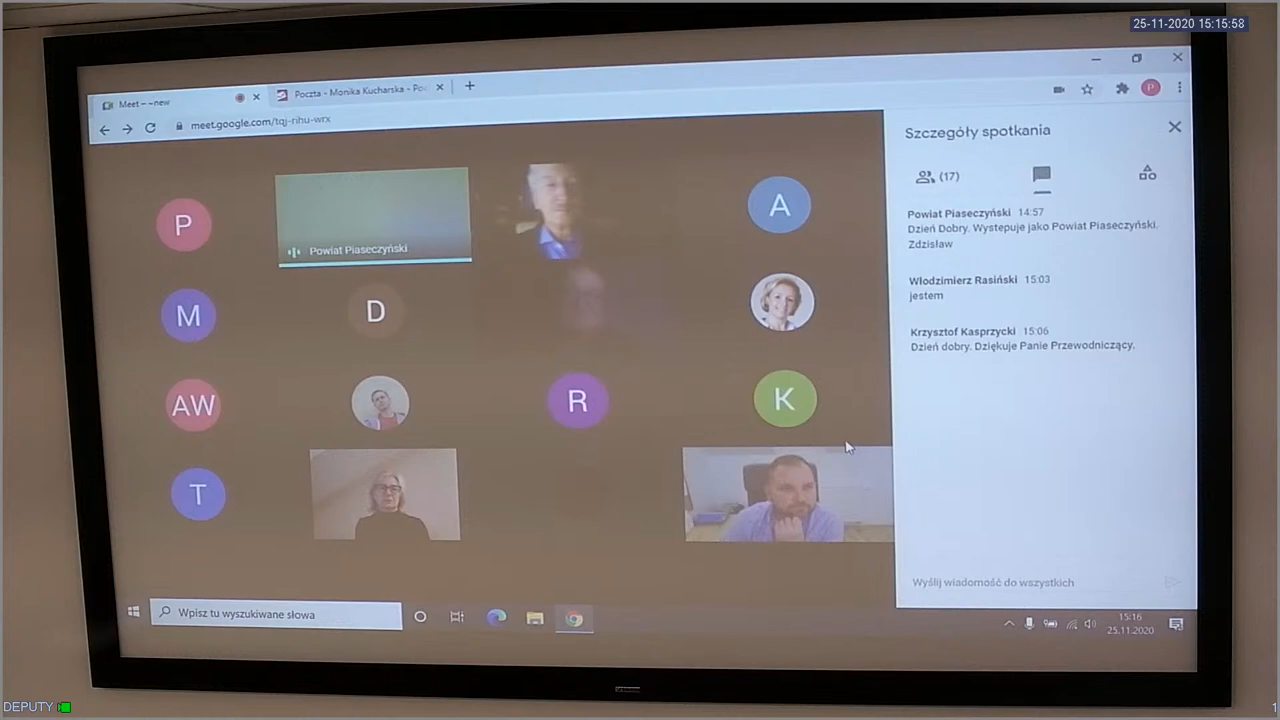 25-11-2020 15:15:58
Meet – ~new
Poczta - Monika Kucharska - Po
meet.google.com/tqj-rihu-wrx
P
Szczegóły spotkania
(17)
Powiat Piaseczyński 14:57
Dzień Dobry. Wystepuje jako Powiat Piaseczyński.
Zdzisław
Włodzimierz Rasiński 15:03
jestem
Krzysztof Kasprzycki 15:06
Dzień dobry. Dziękuje Panie Przewodniczący.
Wyślij wiadomość do wszystkich
P
Powiat Piaseczyński
A
M
D
AW
R
K
T
Wpisz tu wyszukiwane słowa
15:16
25.11.2020
DEPUTY
1